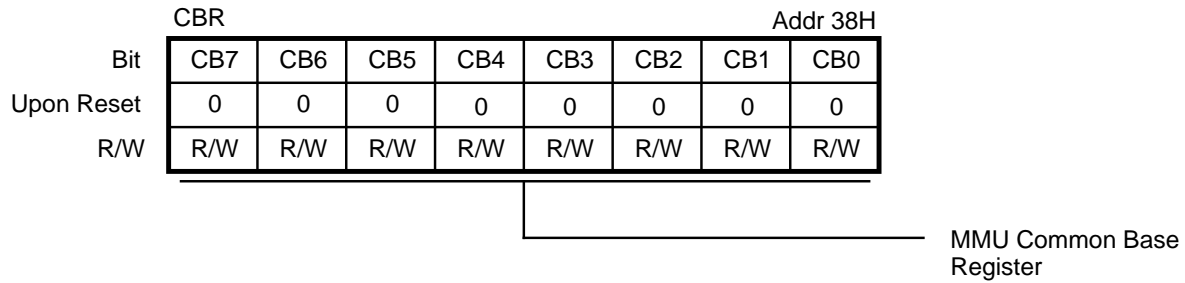 CBR Addr 38H
Bit CB7 CB6 CB5 CB4 CB3 CB2 CB1 CB0
Upon Reset 0 0 0 0 0 0 0 0
R/W R/W R/W R/W R/W R/W R/W R/W R/W
MMU Common Base
Register